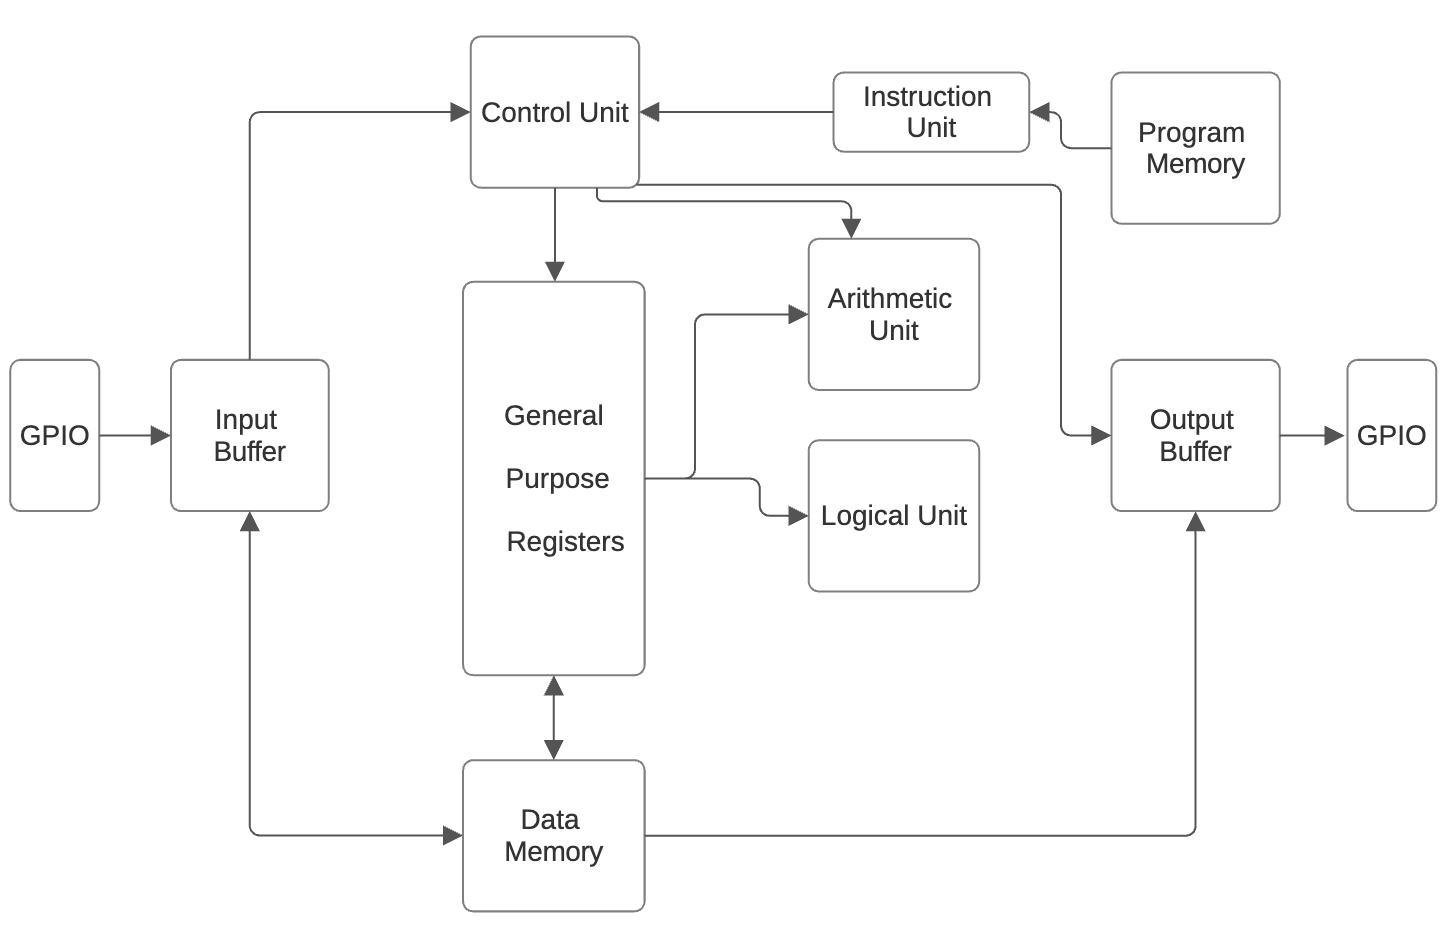 Control Unit
Instruction
Unit
Program
Memory
Arithmetic
Unit
GPIO
Input
Buffer
General
Purpose
Registers
Logical Unit
Output
Buffer
GPIO
Data
Memory